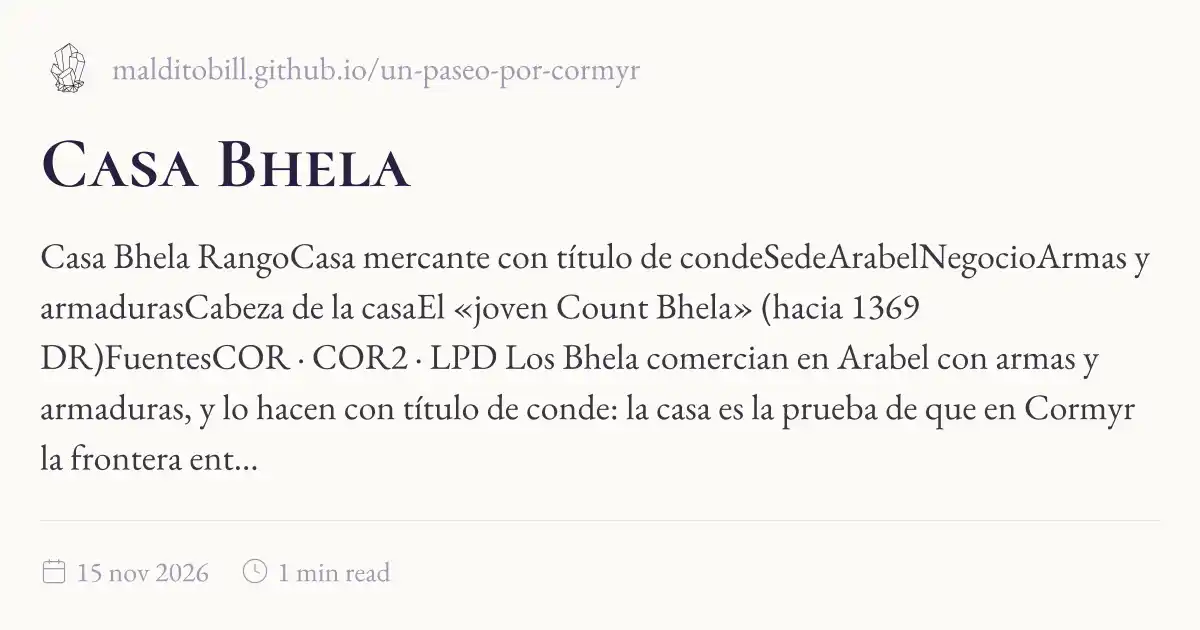 malditobill.github.io/un-paseo-por-cormyr
Casa Bhela
Casa Bhela RangoCasa mercante con título de condeSedeArabelNegocioArmas y
armadurasCabeza de la casaEl «joven Count Bhela» (hacia 1369
DR)FuentesCOR · COR2 · LPD Los Bhela comercian en Arabel con armas y
armaduras, y lo hacen con título de conde: la casa es la prueba de que en Cormyr
la frontera ent...
15 nov 2026 1 min read